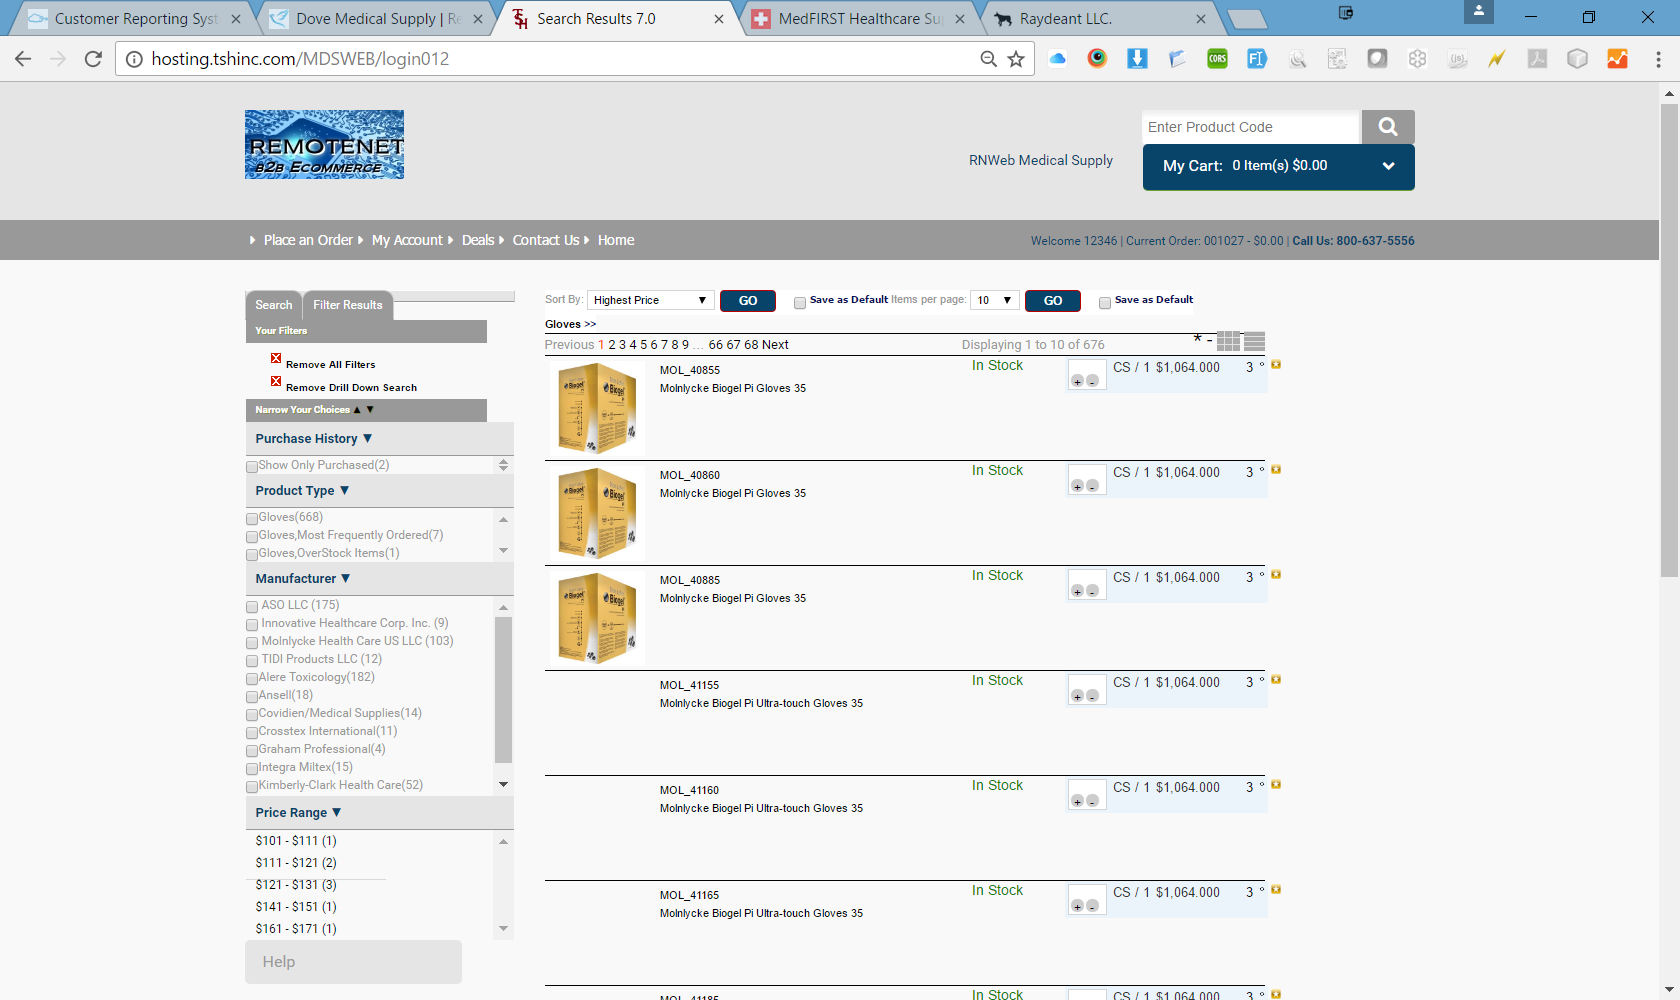 Customer Reporting Syst
Dove Medical Supply | Re
Search Results 7.0
MedFIRST Healthcare Su
Raydeant LLC.
hosting.tshinc.com/MDSWEB/login012
REMOTENET
B2B ECOMMERCE
RNWeb Medical Supply
Enter Product Code
My Cart: 0 Item(s) $0.00
Place an Order My Account Deals Contact Us Home
Welcome 12346 | Current Order: 001027 - $0.00 | Call Us: 800-637-5556
Search Filter Results
Your Filters
Remove All Filters
Remove Drill Down Search
Narrow Your Choices ▲ ▼
Purchase History ▼
Show Only Purchased(2)
Product Type ▼
Gloves(668)
Gloves,Most Frequently Ordered(7)
Gloves,OverStock Items(1)
Manufacturer ▼
ASO LLC (175)
Innovative Healthcare Corp. Inc. (9)
Molnlycke Health Care US LLC (103)
TIDI Products LLC (12)
Alere Toxicology(182)
Ansell(18)
Covidien/Medical Supplies(14)
Crosstex International(11)
Graham Professional(4)
Integra Miltex(15)
Kimberly-Clark Health Care(52)
Price Range ▼
$101 - $111 (1)
$111 - $121 (2)
$121 - $131 (3)
$141 - $151 (1)
$161 - $171 (1)
Help
Sort By: Highest Price GO Save as Default Items per page: 10 GO Save as Default
Gloves >>
Previous 1 2 3 4 5 6 7 8 9 ... 66 67 68 Next Displaying 1 to 10 of 676 * -
MOL_40855 In Stock + - CS / 1 $1,064.000 3 °
Molnlycke Biogel Pi Gloves 35
Biogel
MOL_40860 In Stock + - CS / 1 $1,064.000 3 °
Molnlycke Biogel Pi Gloves 35
Biogel
MOL_40885 In Stock + - CS / 1 $1,064.000 3 °
Molnlycke Biogel Pi Gloves 35
Biogel
MOL_41155 In Stock + - CS / 1 $1,064.000 3 °
Molnlycke Biogel Pi Ultra-touch Gloves 35
MOL_41160 In Stock + - CS / 1 $1,064.000 3 °
Molnlycke Biogel Pi Ultra-touch Gloves 35
MOL_41165 In Stock + - CS / 1 $1,064.000 3 °
Molnlycke Biogel Pi Ultra-touch Gloves 35
MOL_41185 In Stock CS / 1 $1,064.000 3 °